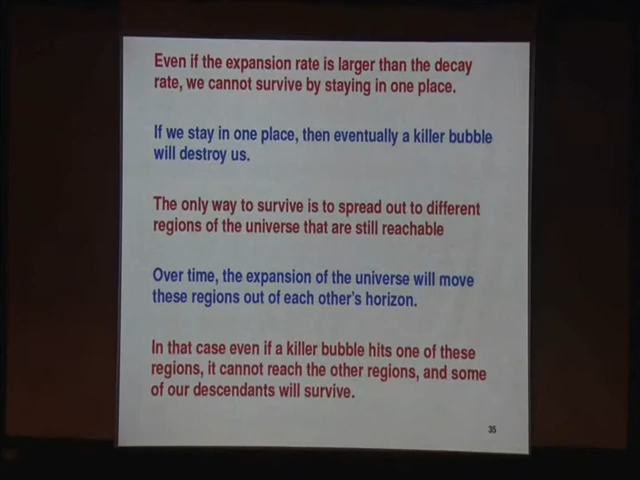 Even if the expansion rate is larger than the decay
rate, we cannot survive by staying in one place.
If we stay in one place, then eventually a killer bubble
will destroy us.
The only way to survive is to spread out to different
regions of the universe that are still reachable
Over time, the expansion of the universe will move
these regions out of each other's horizon.
In that case even if a killer bubble hits one of these
regions, it cannot reach the other regions, and some
of our descendants will survive.
35